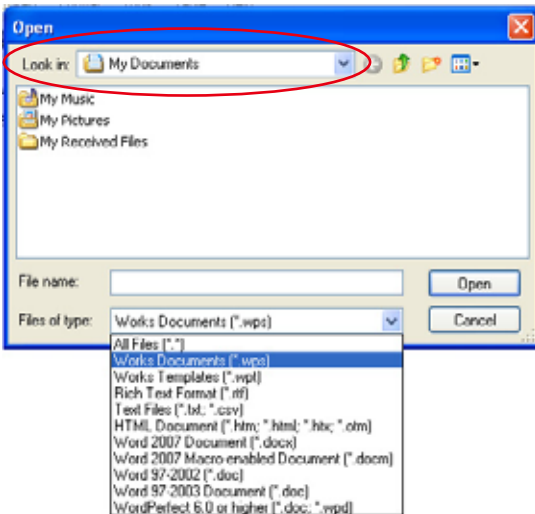 Open
Look in: My Documents
My Music
My Pictures
My Received Files
File name:
Open
Files of type: Works Documents (*.wps)
Cancel
All Files (*.*)
Works Documents (*.wps)
Works Templates (*.wpt)
Rich Text Format (*.rtf)
Text Files (*.txt; *.csv)
HTML Document (*.htm; *.html; *.htx; *.otm)
Word 2007 Document (*.docx)
Word 2007 Macro-enabled Document (*.docm)
Word 97-2002 (*.doc)
Word 97-2003 Document (*.doc)
WordPerfect 6.0 or higher (*.doc; *.wpd)